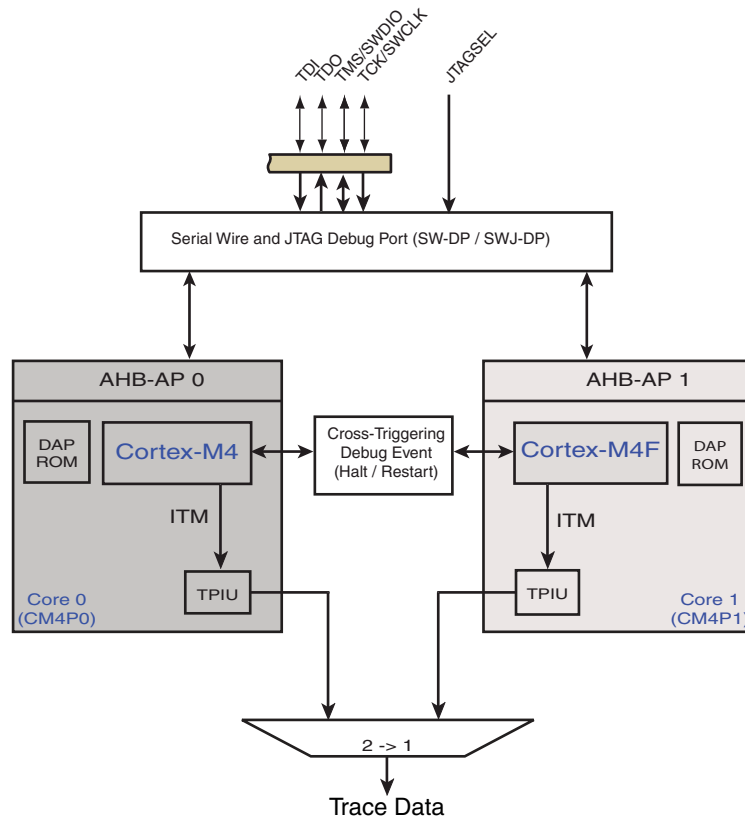 TDI
TDO
TMS/SWDIO
TCK/SWCLK
JTAGSEL
Serial Wire and JTAG Debug Port (SW-DP / SWJ-DP)
AHB-AP 0
AHB-AP 1
DAP
ROM
Cortex-M4
Cross-Triggering
Debug Event
(Halt / Restart)
Cortex-M4F
DAP
ROM
ITM
ITM
TPIU
TPIU
Core 0
(CM4P0)
Core 1
(CM4P1)
2 -> 1
Trace Data